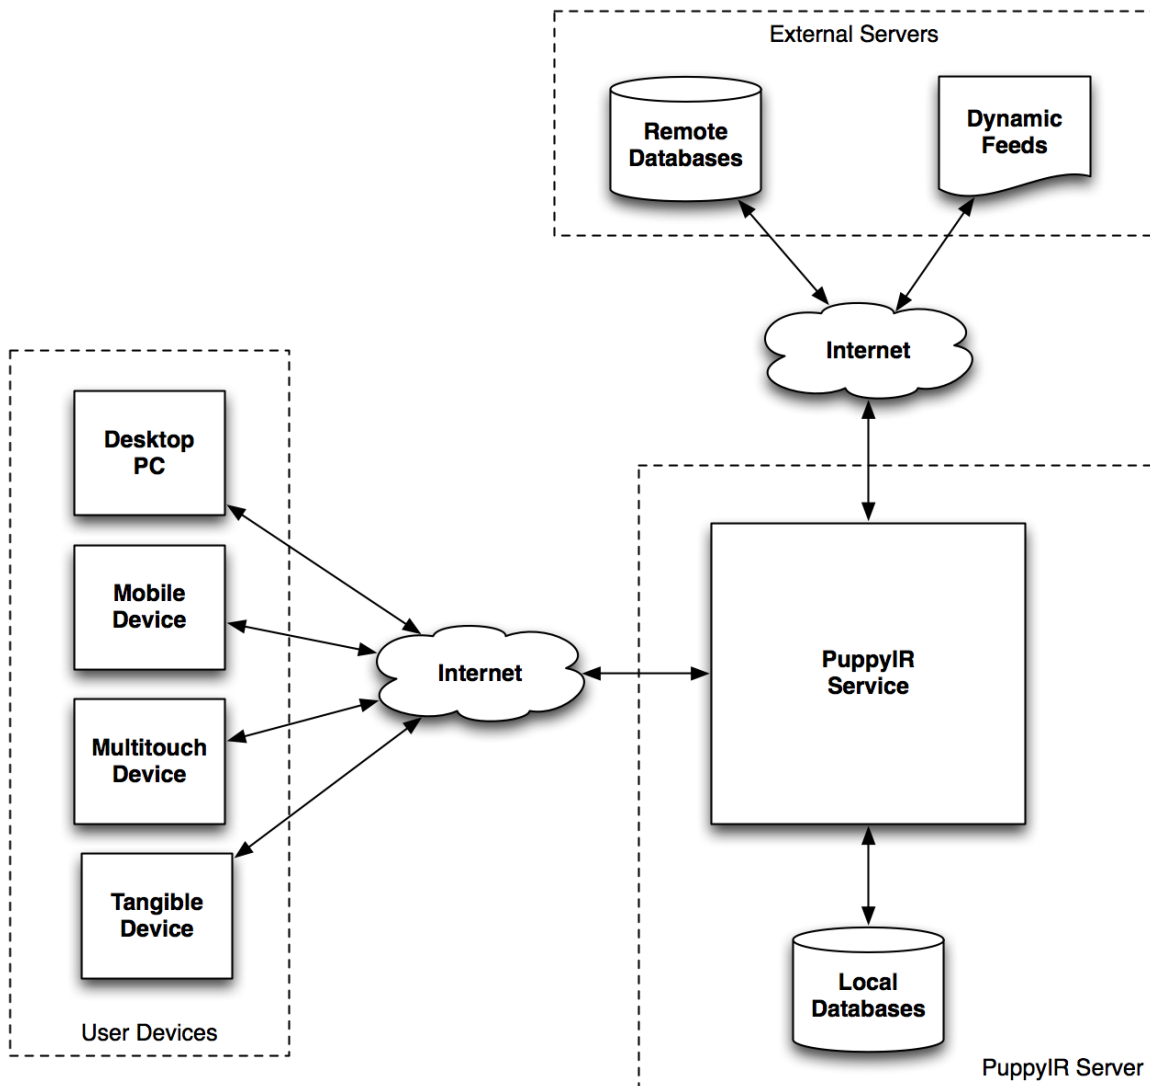 External Servers
Remote
Databases
Dynamic
Feeds
Internet
Desktop
PC
Mobile
Device
Multitouch
Device
Tangible
Device
User Devices
Internet
PuppyIR
Service
Local
Databases
PuppyIR Server